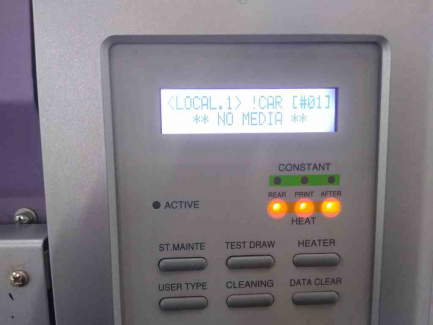 <LOCAL.1> !CAR [#01]
** NO MEDIA **
CONSTANT
REAR PRINT AFTER
HEAT
ACTIVE
ST.MAINTE TEST DRAW HEATER
USER TYPE CLEANING DATA CLEAR